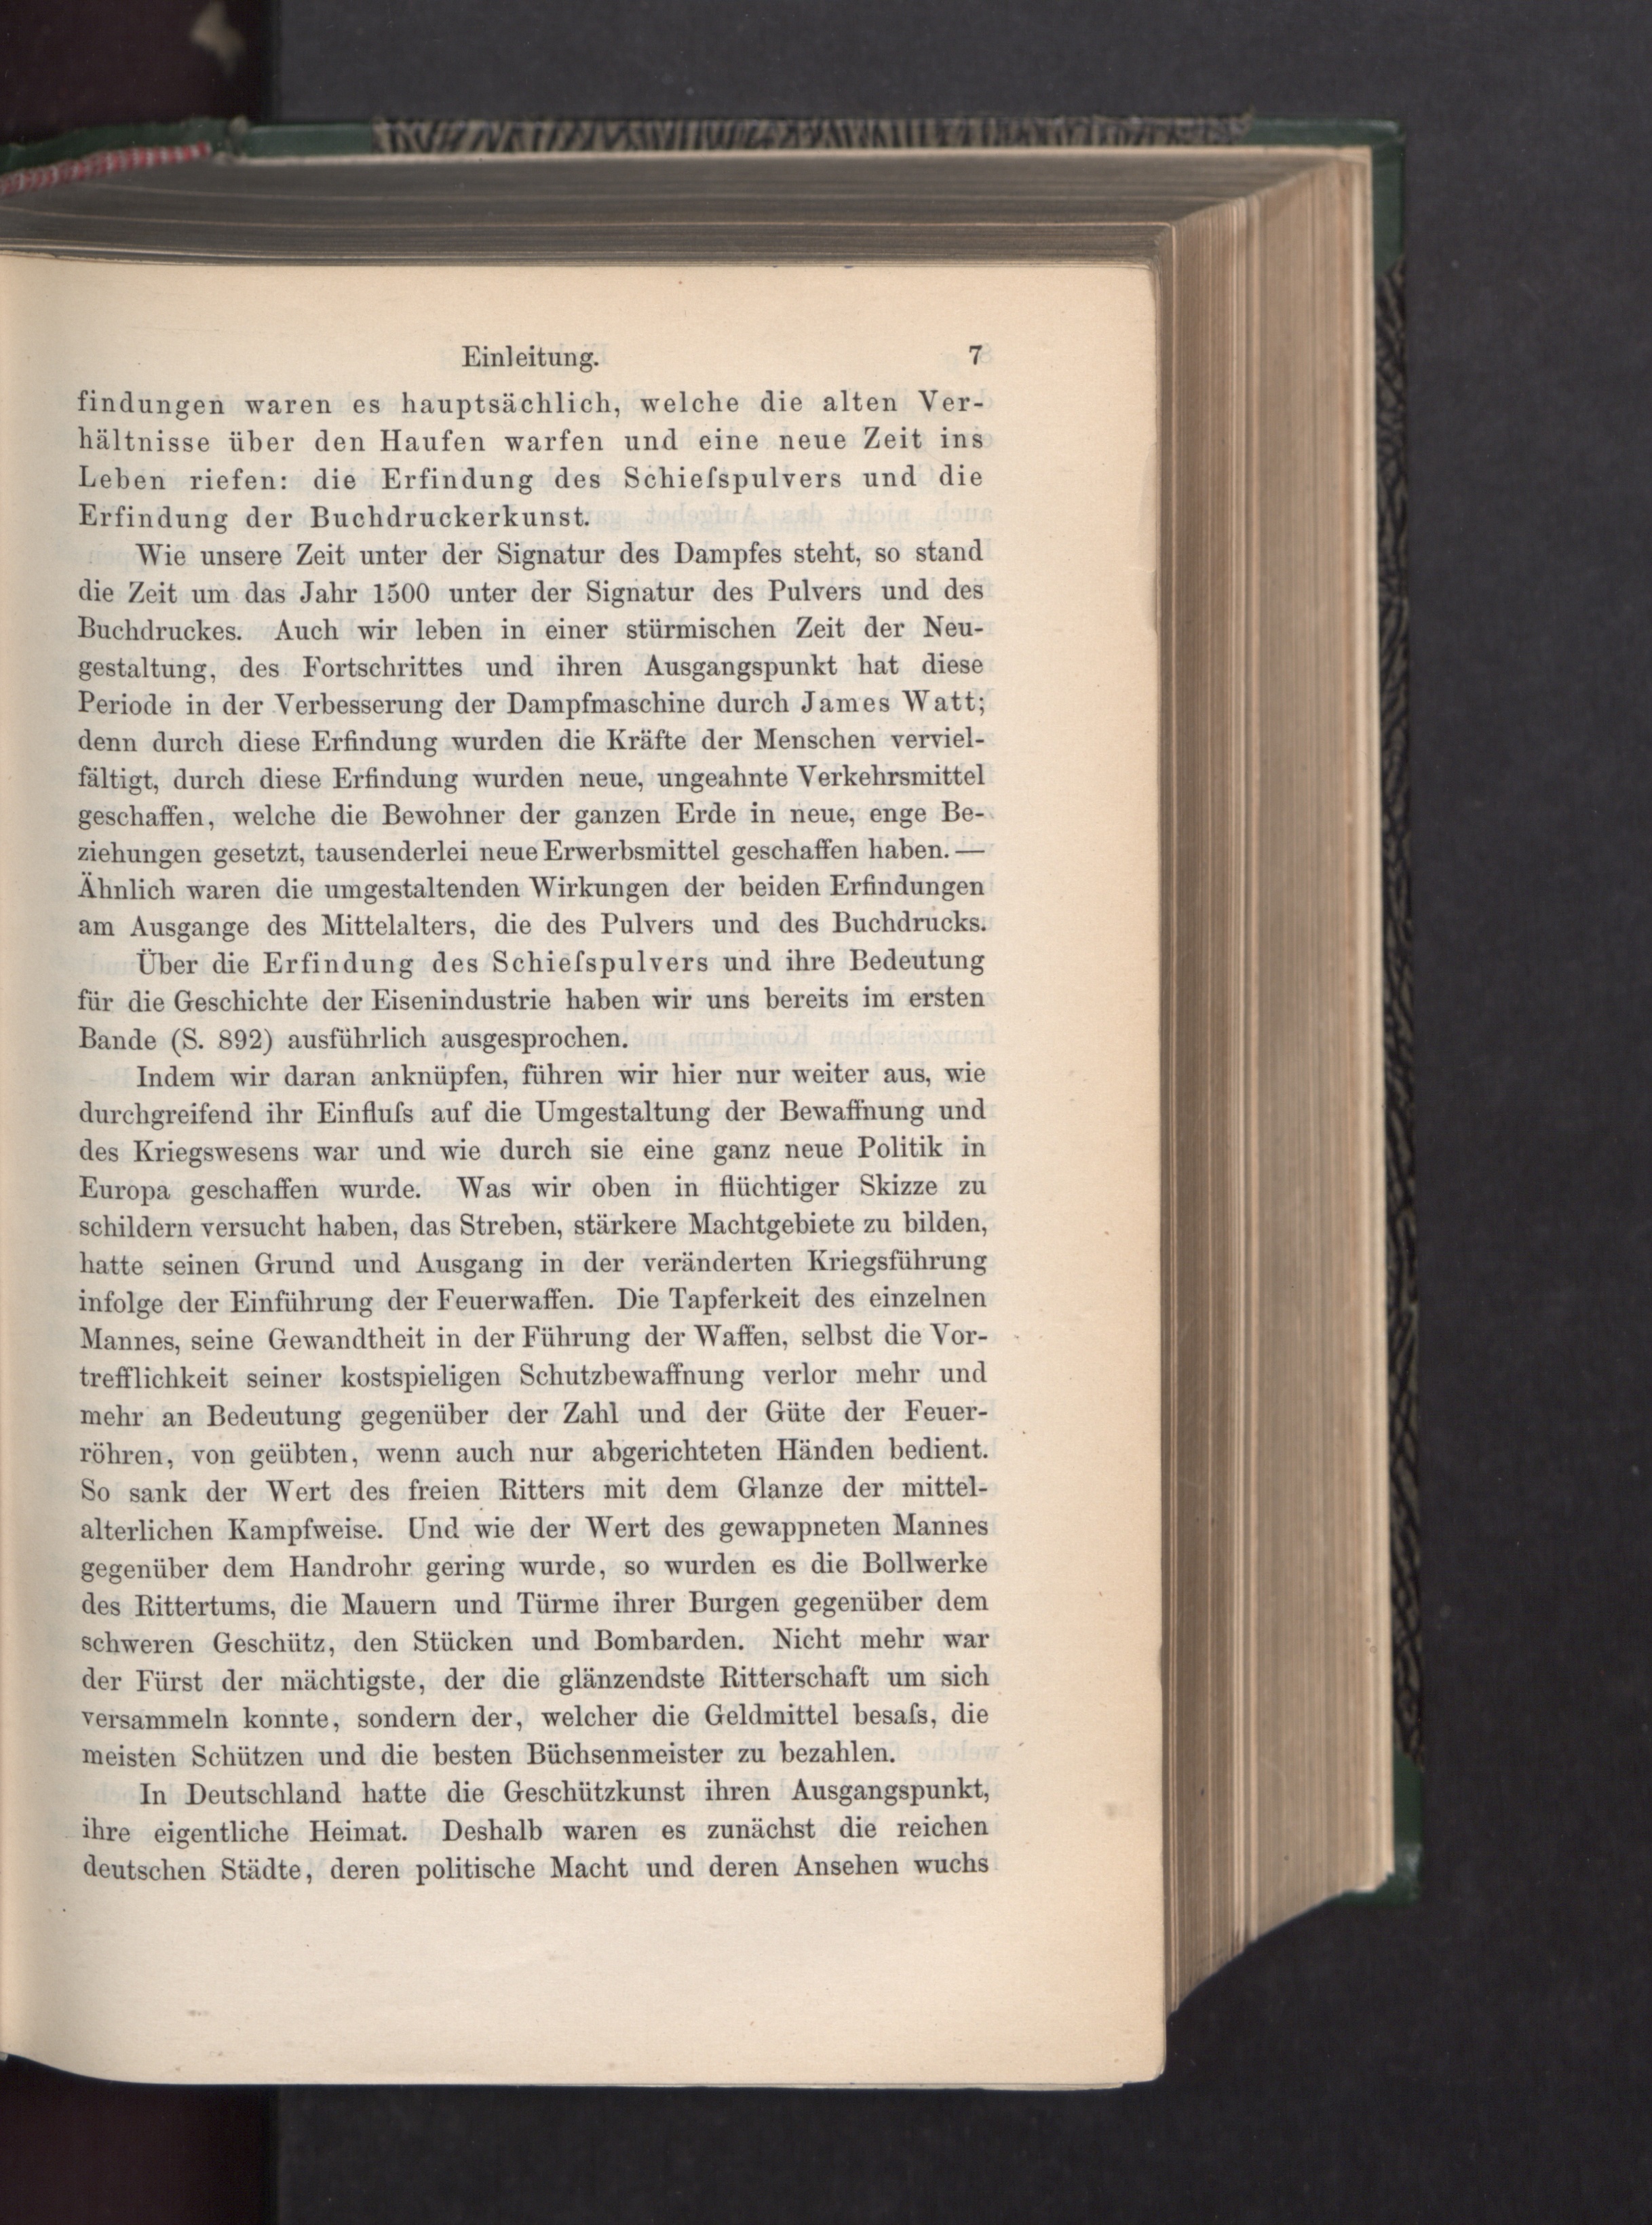 Einleitung. 7
findungen waren es hauptsächlich, welche die alten Ver-
hältnisse über den Haufen warfen und eine neue Zeit ins
Leben riefen: die Erfindung des Schieſspulvers und die
Erfindung der Buchdruckerkunst.
Wie unsere Zeit unter der Signatur des Dampfes steht, so stand
die Zeit um das Jahr 1500 unter der Signatur des Pulvers und des
Buchdruckes. Auch wir leben in einer stürmischen Zeit der Neu-
gestaltung, des Fortschrittes und ihren Ausgangspunkt hat diese
Periode in der Verbesserung der Dampfmaschine durch James Watt;
denn durch diese Erfindung wurden die Kräfte der Menschen verviel-
fältigt, durch diese Erfindung wurden neue, ungeahnte Verkehrsmittel
geschaffen, welche die Bewohner der ganzen Erde in neue, enge Be-
ziehungen gesetzt, tausenderlei neue Erwerbsmittel geschaffen haben. —
Ähnlich waren die umgestaltenden Wirkungen der beiden Erfindungen
am Ausgange des Mittelalters, die des Pulvers und des Buchdrucks.
Über die Erfindung des Schieſspulvers und ihre Bedeutung
für die Geschichte der Eisenindustrie haben wir uns bereits im ersten
Bande (S. 892) ausführlich ausgesprochen.
Indem wir daran anknüpfen, führen wir hier nur weiter aus, wie
durchgreifend ihr Einfluſs auf die Umgestaltung der Bewaffnung und
des Kriegswesens war und wie durch sie eine ganz neue Politik in
Europa geschaffen wurde. Was wir oben in flüchtiger Skizze zu
schildern versucht haben, das Streben, stärkere Machtgebiete zu bilden,
hatte seinen Grund und Ausgang in der veränderten Kriegsführung
infolge der Einführung der Feuerwaffen. Die Tapferkeit des einzelnen
Mannes, seine Gewandtheit in der Führung der Waffen, selbst die Vor-
trefflichkeit seiner kostspieligen Schutzbewaffnung verlor mehr und
mehr an Bedeutung gegenüber der Zahl und der Güte der Feuer-
röhren, von geübten, wenn auch nur abgerichteten Händen bedient.
So sank der Wert des freien Ritters mit dem Glanze der mittel-
alterlichen Kampfweise. Und wie der Wert des gewappneten Mannes
gegenüber dem Handrohr gering wurde, so wurden es die Bollwerke
des Rittertums, die Mauern und Türme ihrer Burgen gegenüber dem
schweren Geschütz, den Stücken und Bombarden. Nicht mehr war
der Fürst der mächtigste, der die glänzendste Ritterschaft um sich
versammeln konnte, sondern der, welcher die Geldmittel besaſs, die
meisten Schützen und die besten Büchsenmeister zu bezahlen.
In Deutschland hatte die Geschützkunst ihren Ausgangspunkt,
ihre eigentliche Heimat. Deshalb waren es zunächst die reichen
deutschen Städte, deren politische Macht und deren Ansehen wuchs